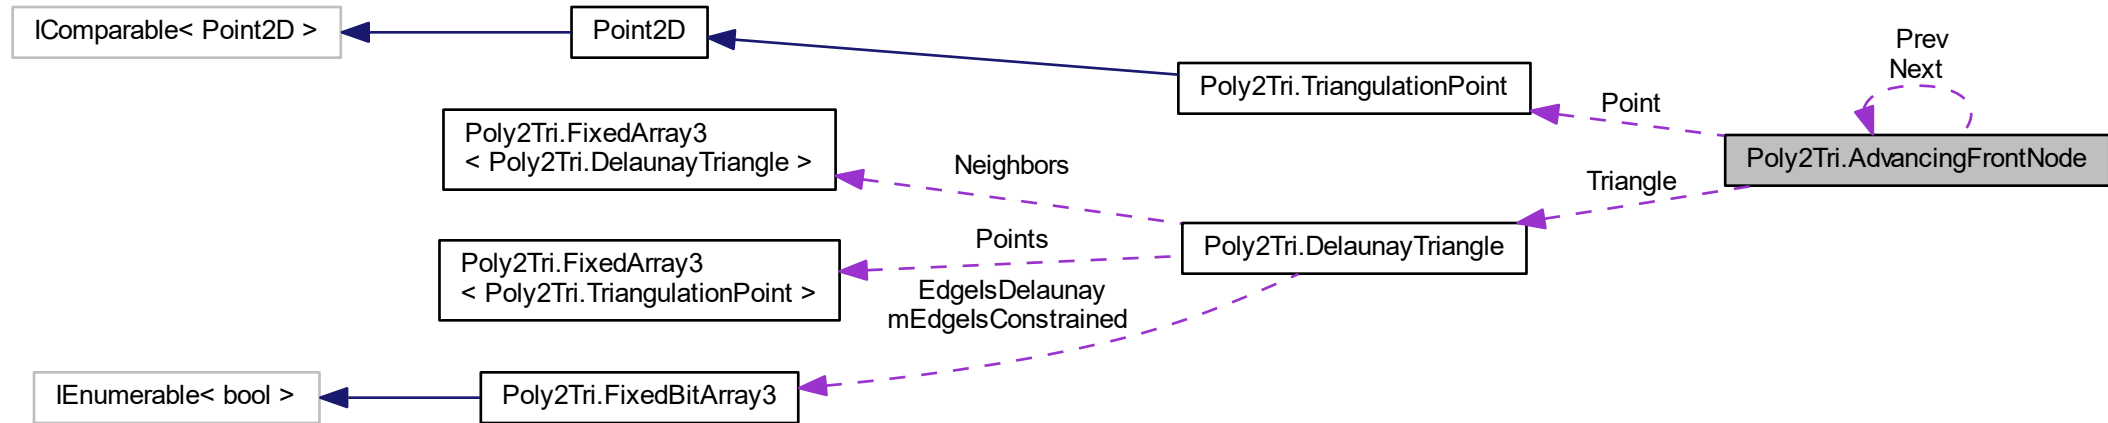 IComparable< Point2D >
Point2D
Poly2Tri.TriangulationPoint
Point
Prev
Next
Poly2Tri.AdvancingFrontNode
Poly2Tri.FixedArray3
< Poly2Tri.DelaunayTriangle >
Neighbors
Triangle
Poly2Tri.DelaunayTriangle
Points
Poly2Tri.FixedArray3
< Poly2Tri.TriangulationPoint >
EdgeIsDelaunay
mEdgeIsConstrained
IEnumerable< bool >
Poly2Tri.FixedBitArray3